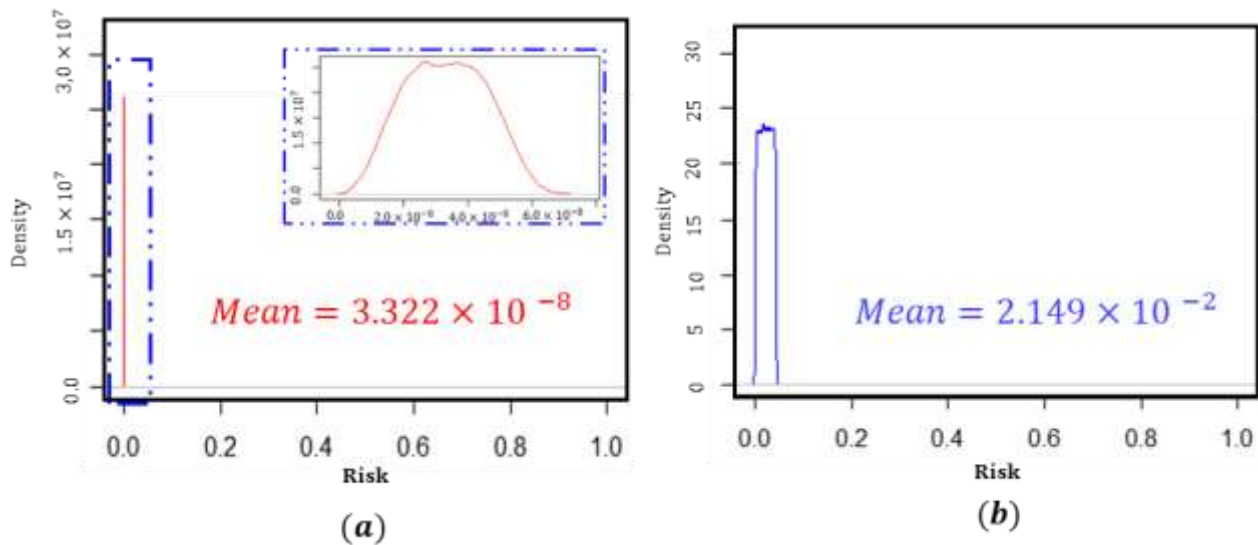 3.0 × 10⁷
1.5 × 10⁷
0.0
Density
1.5 × 10⁷
0.0
0.0 2.0 × 10⁻⁸ 4.0 × 10⁻⁸ 6.0 × 10⁻⁸
Mean = 3.322 × 10 ⁻⁸
0.0 0.2 0.4 0.6 0.8 1.0
Risk
(a)
30
25
20
15
10
5
0
Density
Mean = 2.149 × 10 ⁻²
0.0 0.2 0.4 0.6 0.8 1.0
Risk
(b)